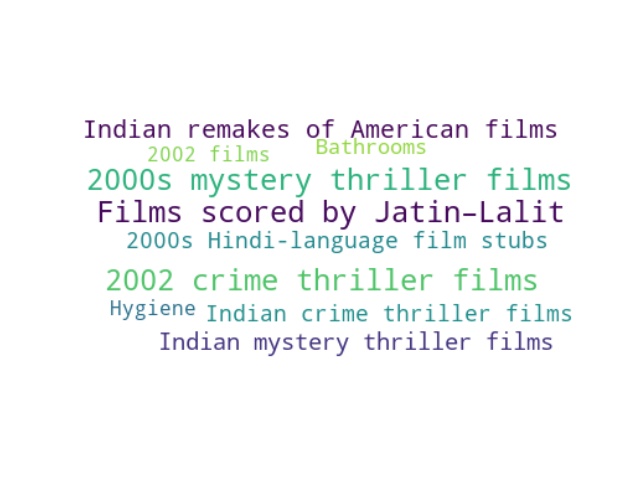 Indian remakes of American films
2002 films Bathrooms
2000s mystery thriller films
Films scored by Jatin–Lalit
2000s Hindi-language film stubs
2002 crime thriller films
Hygiene Indian crime thriller films
Indian mystery thriller films